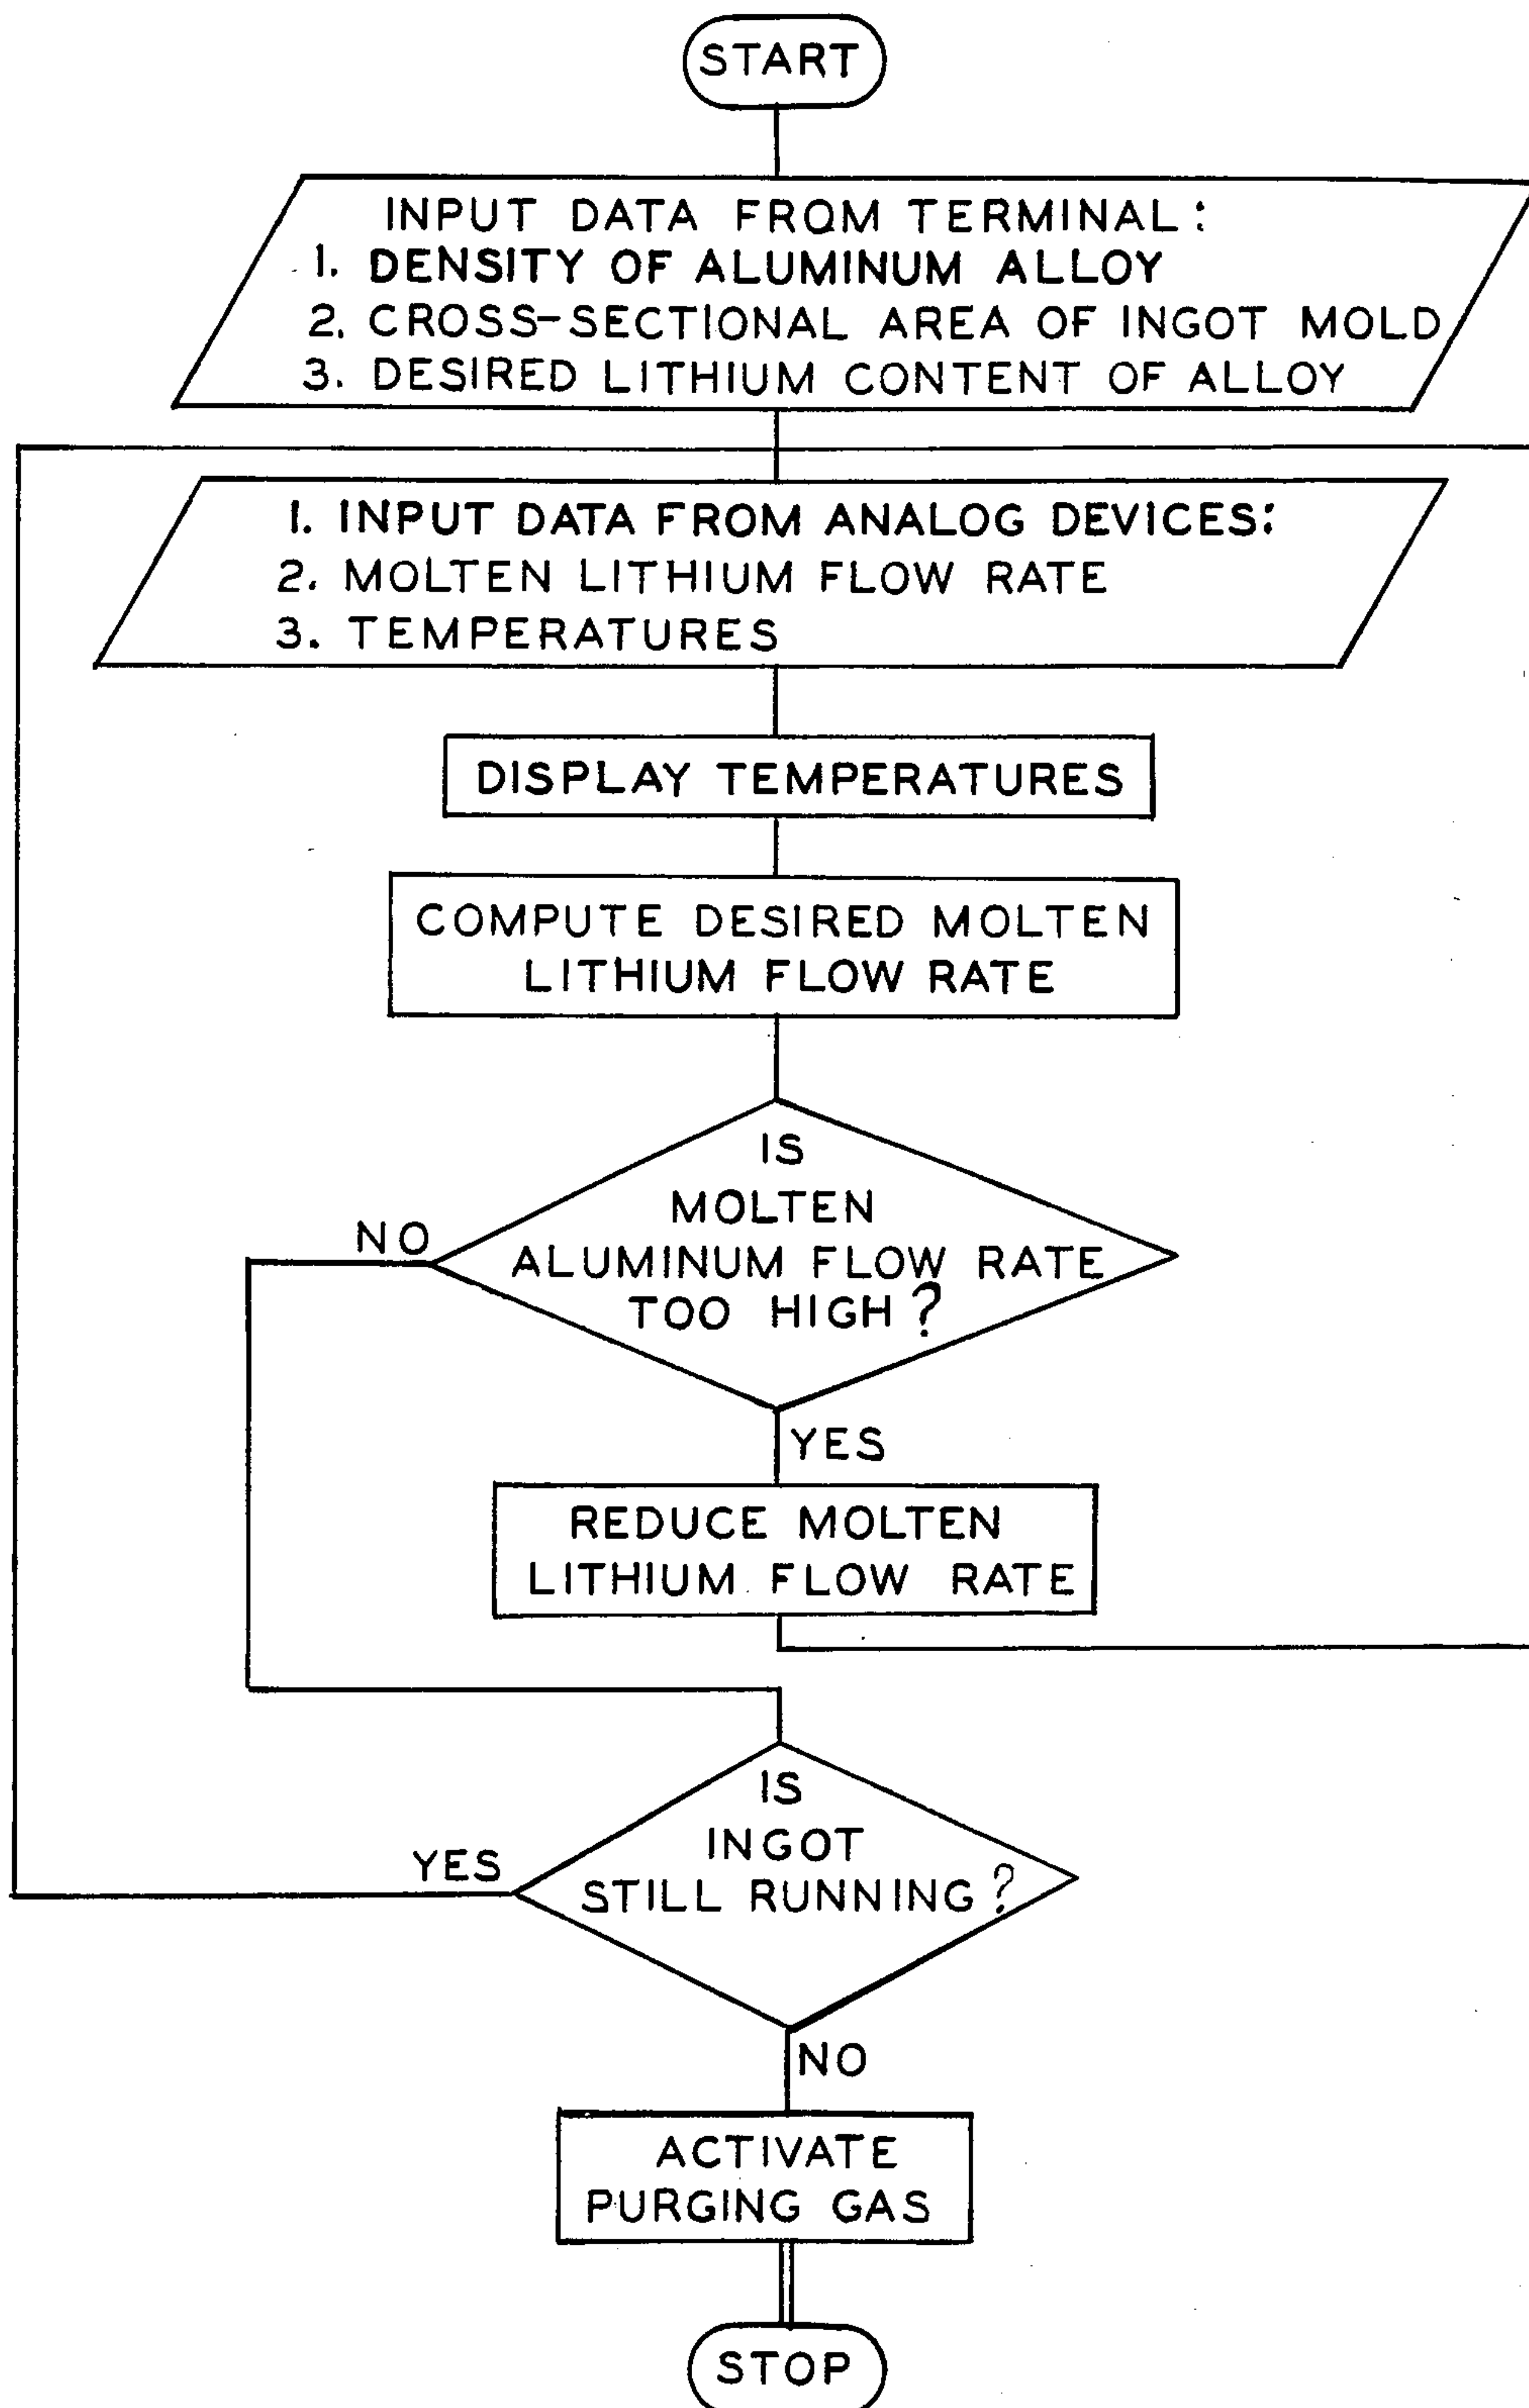 START
INPUT DATA FROM TERMINAL:
1. DENSITY OF ALUMINUM ALLOY
2. CROSS-SECTIONAL AREA OF INGOT MOLD
3. DESIRED LITHIUM CONTENT OF ALLOY
1. INPUT DATA FROM ANALOG DEVICES:
2. MOLTEN LITHIUM FLOW RATE
3. TEMPERATURES
DISPLAY TEMPERATURES
COMPUTE DESIRED MOLTEN
LITHIUM FLOW RATE
IS
MOLTEN
ALUMINUM FLOW RATE
TOO HIGH?
NO
YES
REDUCE MOLTEN
LITHIUM FLOW RATE
IS
INGOT
STILL RUNNING?
YES
NO
ACTIVATE
PURGING GAS
STOP